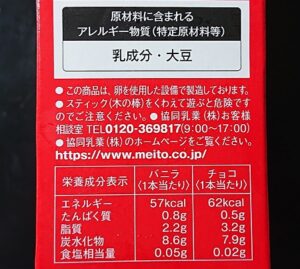 原材料に含まれる
アレルギー物質(特定原材料等)
乳成分・大豆
●この商品は、卵を使用した設備で製造しております。
●スティック(木の棒)をくわえて遊ぶと危険です
のでご注意ください。●協同乳業(株)お客様
相談室 TEL0120-369817(9:00〜17:00)
●協同乳業(株)のホームページをご覧ください。
https://www.meito.co.jp/
栄養成分表示 バニラ〈1本当たり〉 チョコ〈1本当たり〉
エネルギー 57kcal 62kcal
たんぱく質 0.8g 0.5g
脂質 2.2g 3.2g
炭水化物 8.6g 7.9g
食塩相当量 0.05g 0.02g